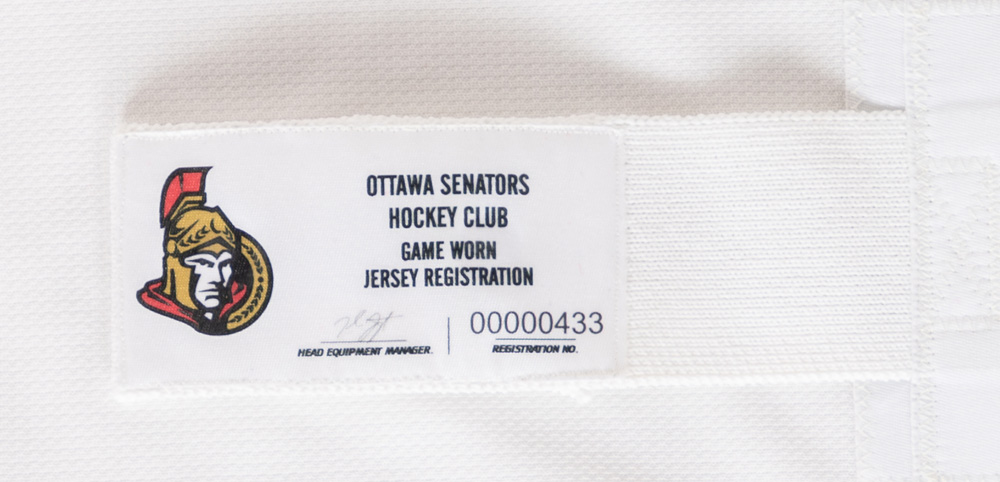 OTTAWA SENATORS
HOCKEY CLUB
GAME WORN
JERSEY REGISTRATION
00000433
HEAD EQUIPMENT MANAGER.
REGISTRATION NO.